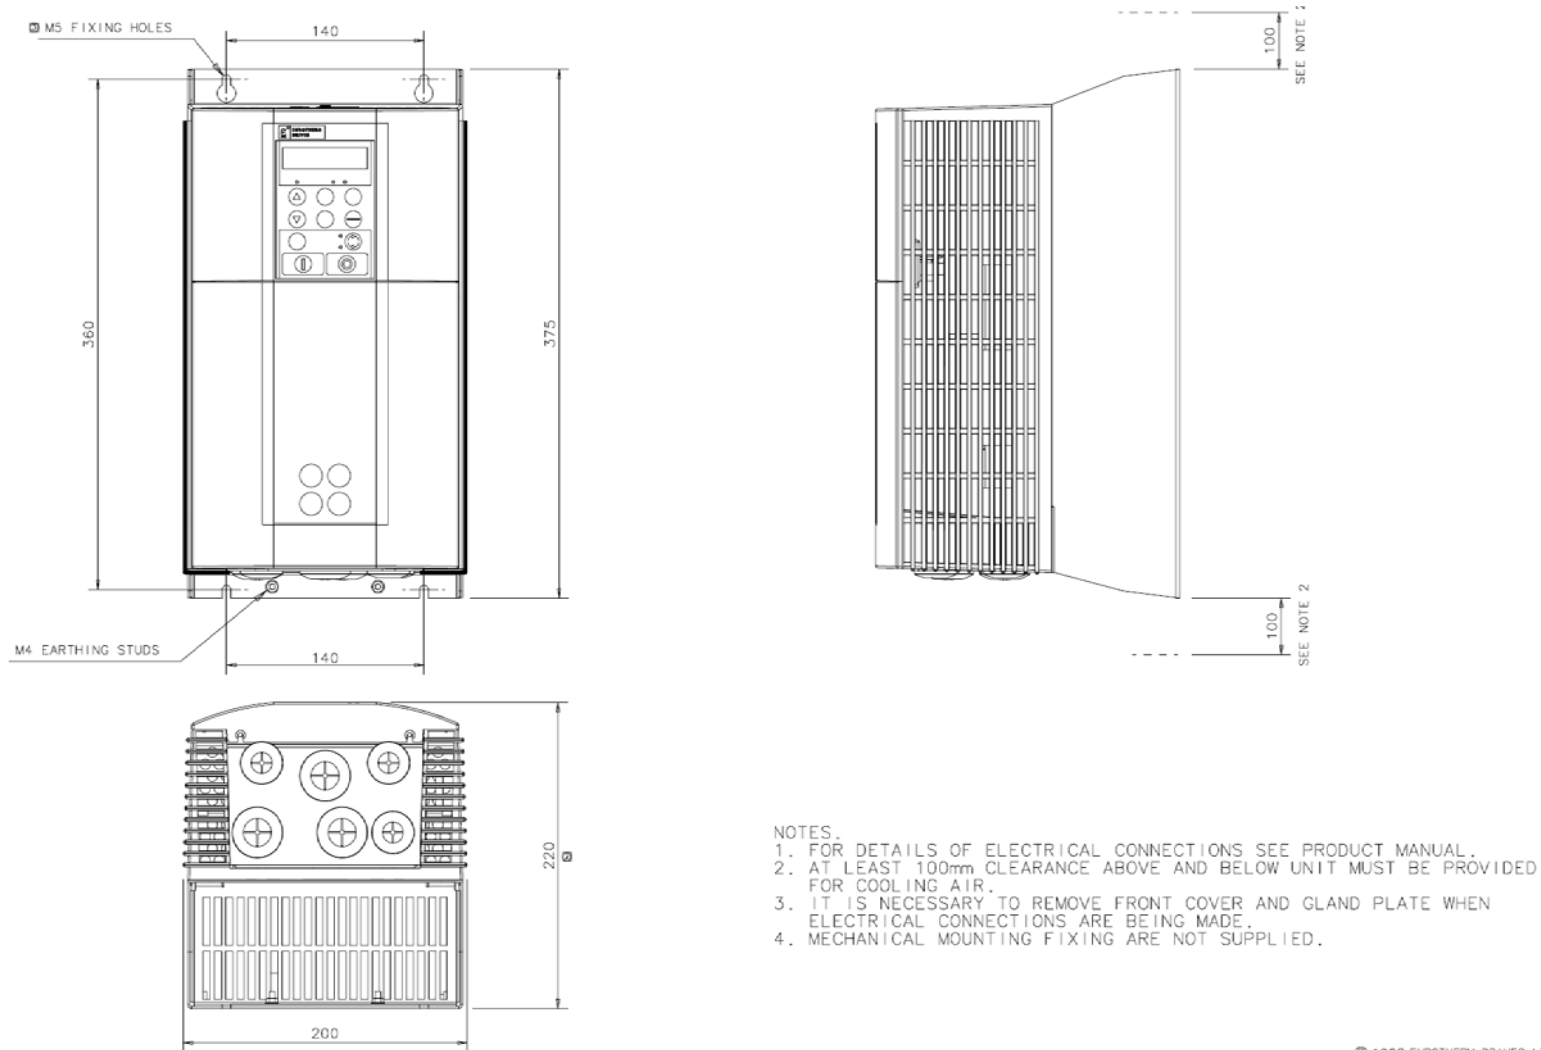 M5 FIXING HOLES
140
100
SEE NOTE 2
360
375
M4 EARTHING STUDS
140
100
SEE NOTE 2
220
200
NOTES.
1. FOR DETAILS OF ELECTRICAL CONNECTIONS SEE PRODUCT MANUAL.
2. AT LEAST 100mm CLEARANCE ABOVE AND BELOW UNIT MUST BE PROVIDED
FOR COOLING AIR.
3. IT IS NECESSARY TO REMOVE FRONT COVER AND GLAND PLATE WHEN
ELECTRICAL CONNECTIONS ARE BEING MADE.
4. MECHANICAL MOUNTING FIXING ARE NOT SUPPLIED.